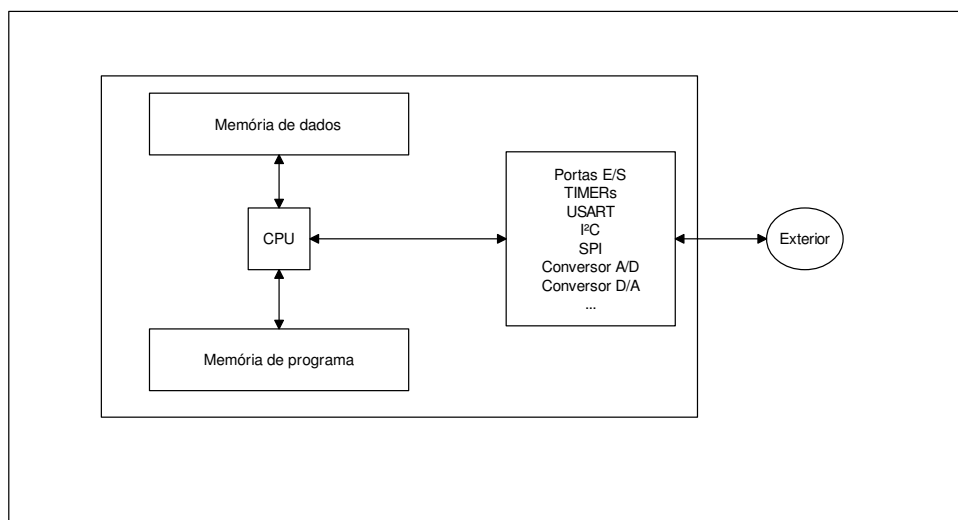 Memória de dados
CPU
Memória de programa
Portas E/S
TIMERs
USART
I²C
SPI
Conversor A/D
Conversor D/A
...
Exterior